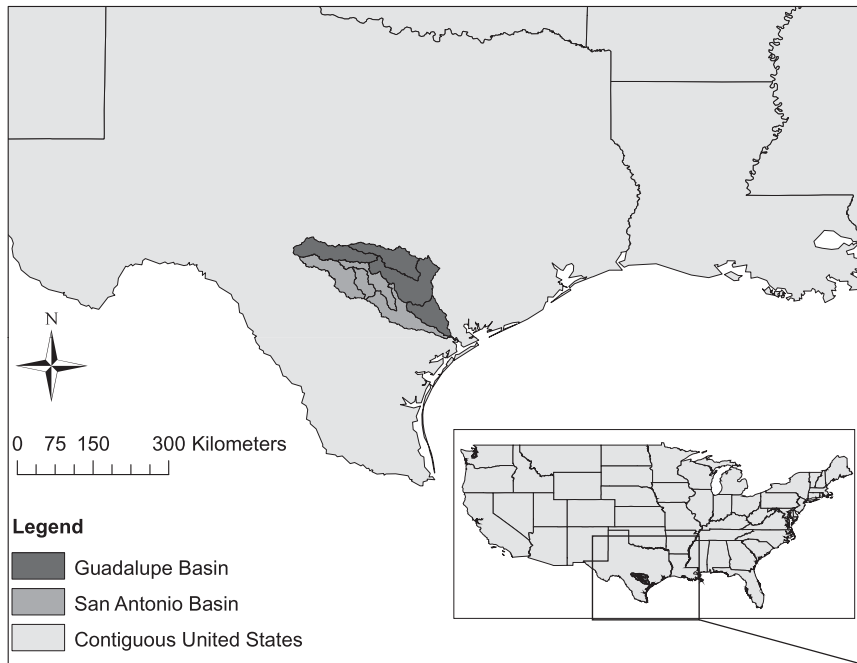 N
0 75 150 300 Kilometers
Legend
Guadalupe Basin
San Antonio Basin
Contiguous United States